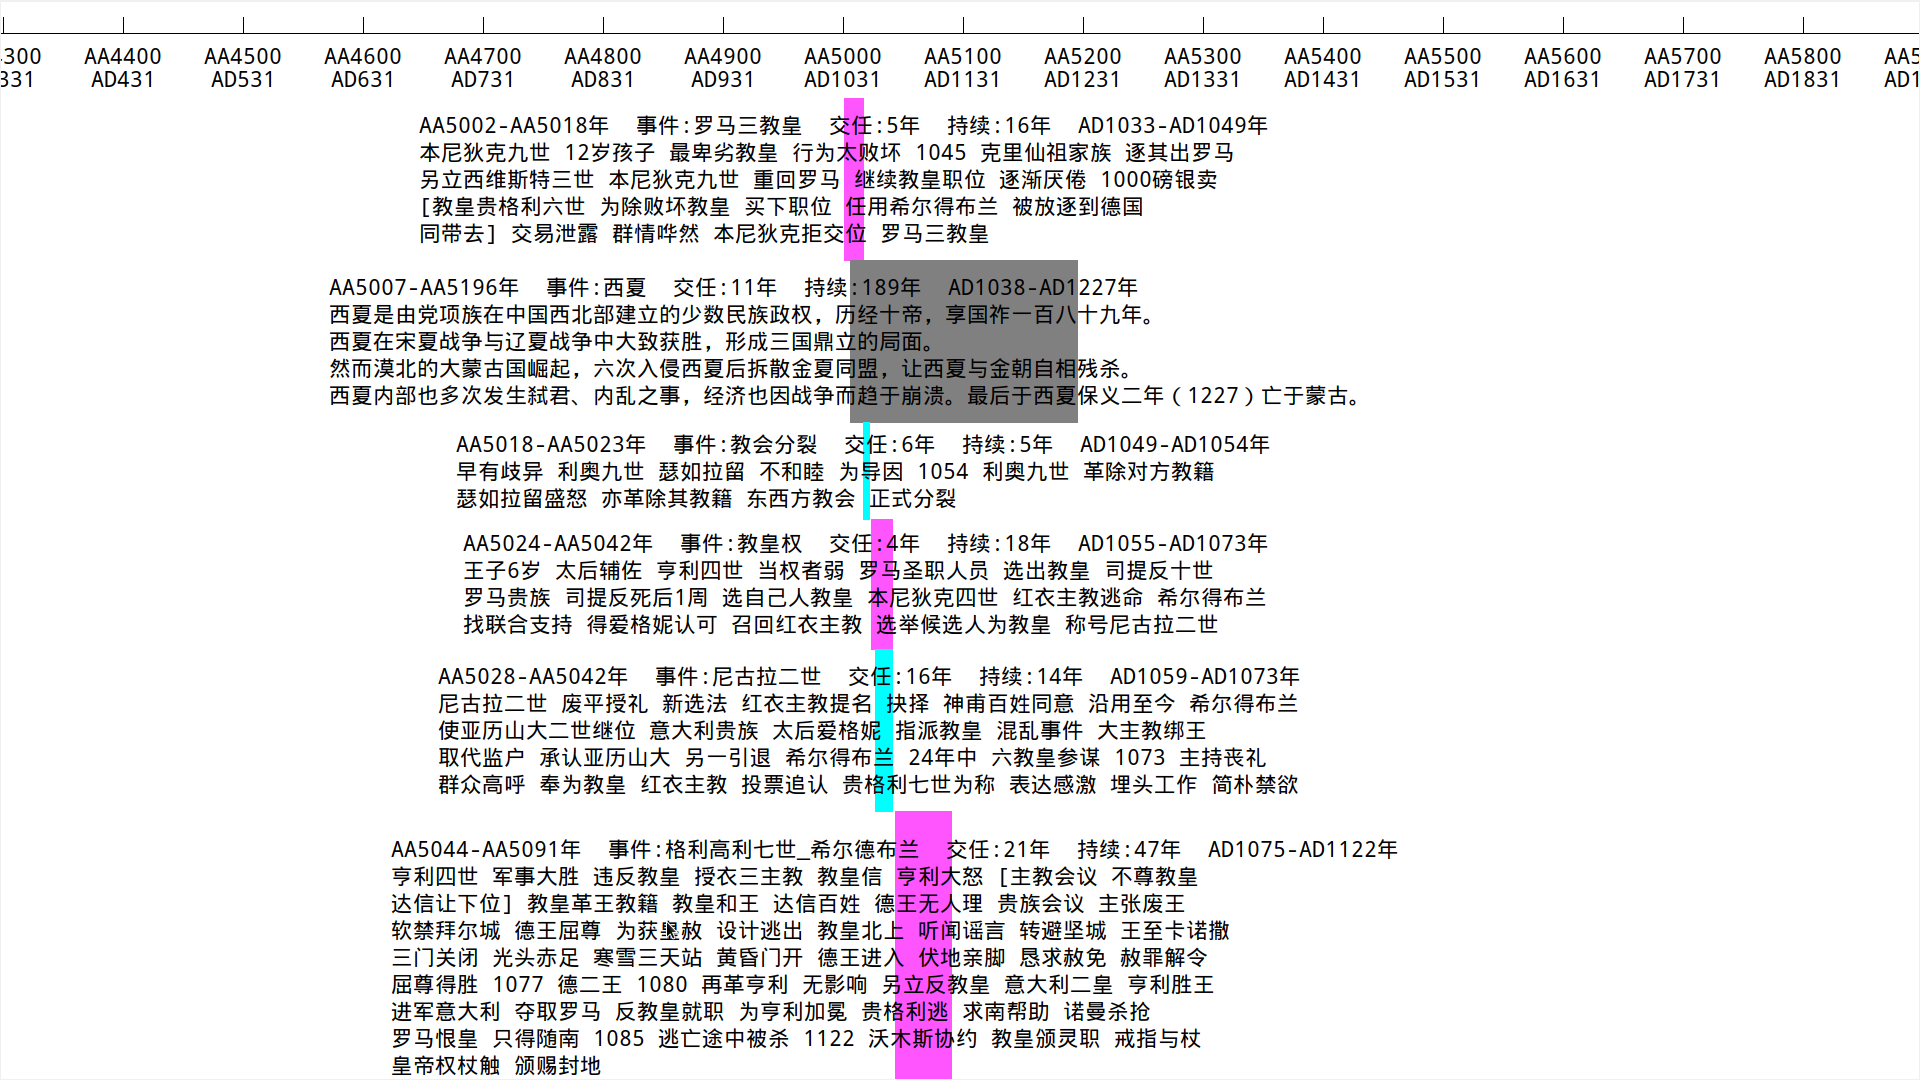 300 AA4400 AA4500 AA4600 AA4700 AA4800 AA4900 AA5000 AA5100 AA5200 AA5300 AA5400 AA5500 AA5600 AA5700 AA5800 AA5
331 AD431 AD531 AD631 AD731 AD831 AD931 AD1031 AD1131 AD1231 AD1331 AD1431 AD1531 AD1631 AD1731 AD1831 AD1
AA5002-AA5018年 事件:罗马三教皇 交任:5年 持续:16年 AD1033-AD1049年
本尼狄克九世 12岁孩子 最卑劣教皇 行为太败坏 1045 克里仙祖家族 逐其出罗马
另立西维斯特三世 本尼狄克九世 重回罗马 继续教皇职位 逐渐厌倦 1000磅银卖
[教皇贵格利六世 为除败坏教皇 买下职位 任用希尔得布兰 被放逐到德国
同带去] 交易泄露 群情哗然 本尼狄克拒交位 罗马三教皇
AA5007-AA5196年 事件:西夏 交任:11年 持续:189年 AD1038-AD1227年
西夏是由党项族在中国西北部建立的少数民族政权，历经十帝，享国祚一百八十九年。
西夏在宋夏战争与辽夏战争中大致获胜，形成三国鼎立的局面。
然而漠北的大蒙古国崛起，六次入侵西夏后拆散金夏同盟，让西夏与金朝自相残杀。
西夏内部也多次发生弑君、内乱之事，经济也因战争而趋于崩溃。最后于西夏保义二年（1227）亡于蒙古。
AA5018-AA5023年 事件:教会分裂 交任:6年 持续:5年 AD1049-AD1054年
早有歧异 利奥九世 瑟如拉留 不和睦 为导因 1054 利奥九世 革除对方教籍
瑟如拉留盛怒 亦革除其教籍 东西方教会 正式分裂
AA5024-AA5042年 事件:教皇权 交任:4年 持续:18年 AD1055-AD1073年
王子6岁 太后辅佐 亨利四世 当权者弱 罗马圣职人员 选出教皇 司提反十世
罗马贵族 司提反死后1周 选自己人教皇 本尼狄克四世 红衣主教逃命 希尔得布兰
找联合支持 得爱格妮认可 召回红衣主教 选举候选人为教皇 称号尼古拉二世
AA5028-AA5042年 事件:尼古拉二世 交任:16年 持续:14年 AD1059-AD1073年
尼古拉二世 废平授礼 新选法 红衣主教提名 抉择 神甫百姓同意 沿用至今 希尔得布兰
使亚历山大二世继位 意大利贵族 太后爱格妮 指派教皇 混乱事件 大主教绑王
取代监户 承认亚历山大 另一引退 希尔得布兰 24年中 六教皇参谋 1073 主持丧礼
群众高呼 奉为教皇 红衣主教 投票追认 贵格利七世为称 表达感激 埋头工作 简朴禁欲
AA5044-AA5091年 事件:格利高利七世_希尔德布兰 交任:21年 持续:47年 AD1075-AD1122年
亨利四世 军事大胜 违反教皇 授衣三主教 教皇信 亨利大怒 [主教会议 不尊教皇
达信让下位] 教皇革王教籍 教皇和王 达信百姓 德王无人理 贵族会议 主张废王
软禁拜尔城 德王屈尊 为获皇赦 设计逃出 教皇北上 听闻谣言 转避坚城 王至卡诺撒
三门关闭 光头赤足 寒雪三天站 黄昏门开 德王进入 伏地亲脚 恳求赦免 赦罪解令
屈尊得胜 1077 德二王 1080 再革亨利 无影响 另立反教皇 意大利二皇 亨利胜王
进军意大利 夺取罗马 反教皇就职 为亨利加冕 贵格利逃 求南帮助 诺曼杀抢
罗马恨皇 只得随南 1085 逃亡途中被杀 1122 沃木斯协约 教皇颁灵职 戒指与杖
皇帝权杖触 颁赐封地